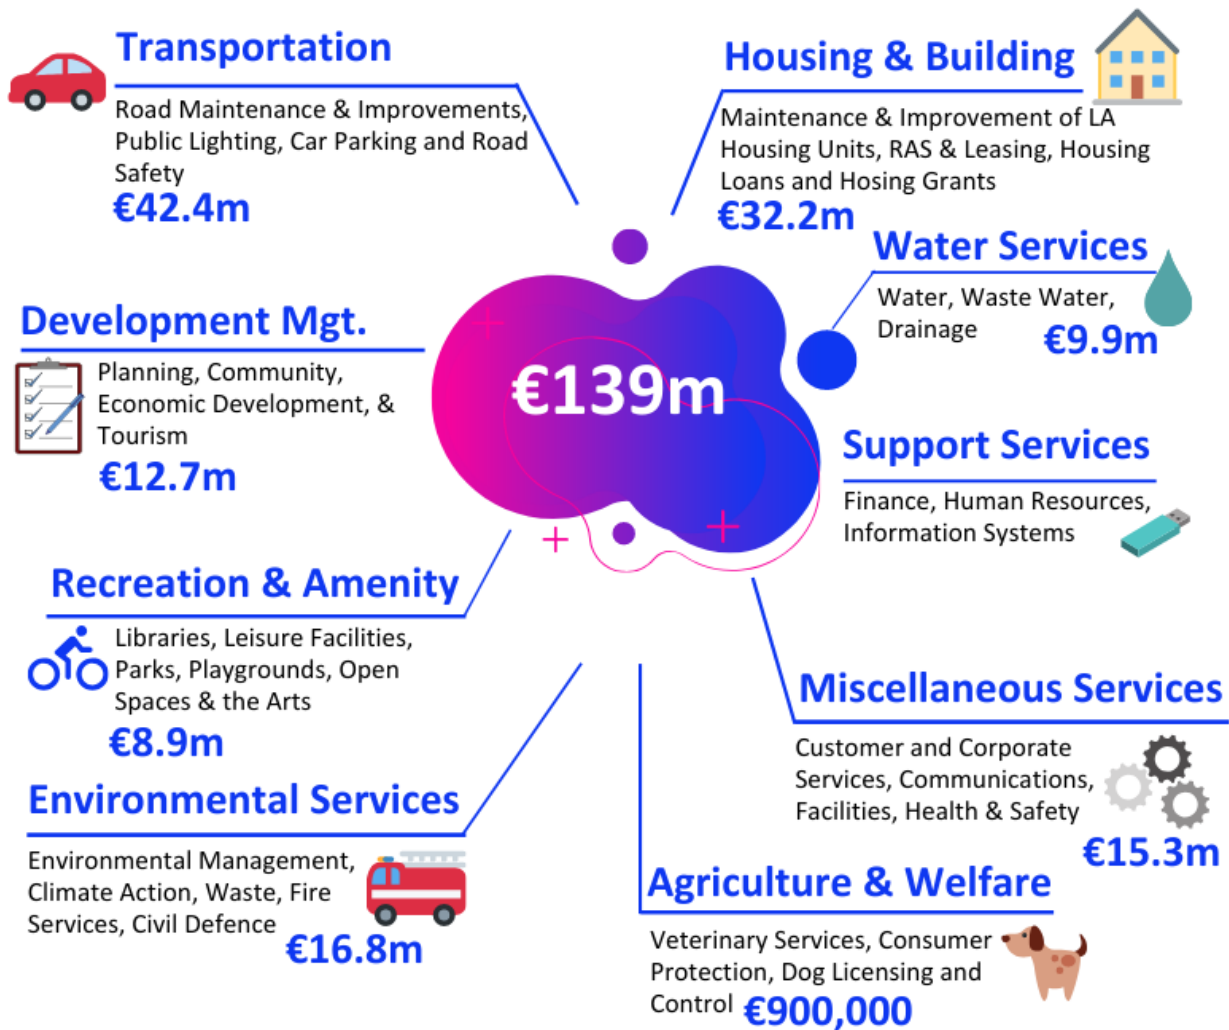 Transportation
Road Maintenance & Improvements,
Public Lighting, Car Parking and Road
Safety
€42.4m
Housing & Building
Maintenance & Improvement of LA
Housing Units, RAS & Leasing, Housing
Loans and Hosing Grants
€32.2m
Water Services
Water, Waste Water,
Drainage
€9.9m
Development Mgt.
Planning, Community,
Economic Development, &
Tourism
€12.7m
€139m
Support Services
Finance, Human Resources,
Information Systems
Recreation & Amenity
Libraries, Leisure Facilities,
Parks, Playgrounds, Open
Spaces & the Arts
€8.9m
Miscellaneous Services
Customer and Corporate
Services, Communications,
Facilities, Health & Safety
€15.3m
Environmental Services
Environmental Management,
Climate Action, Waste, Fire
Services, Civil Defence
€16.8m
Agriculture & Welfare
Veterinary Services, Consumer
Protection, Dog Licensing and
Control
€900,000